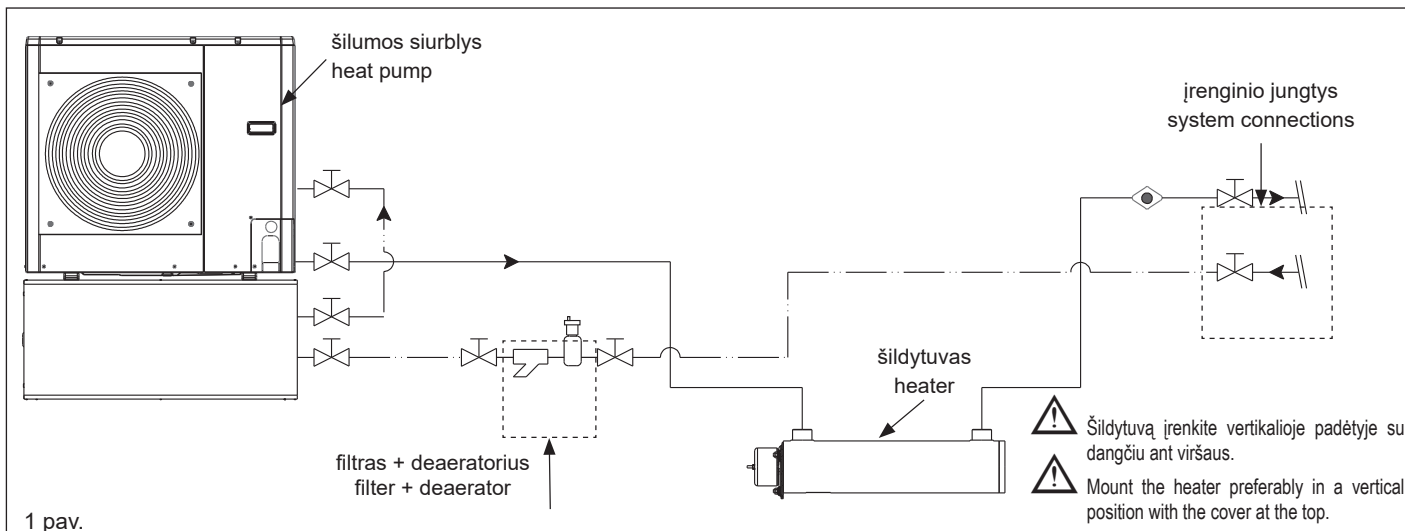 šilumos siurblys
heat pump
įrenginio jungtys
system connections
šildytuvas
heater
filtras + deaeratorius
filter + deaerator
Šildytuvą įrenkite vertikalioje padėtyje su
dangčiu ant viršaus.
Mount the heater preferably in a vertical
position with the cover at the top.
1 pav.